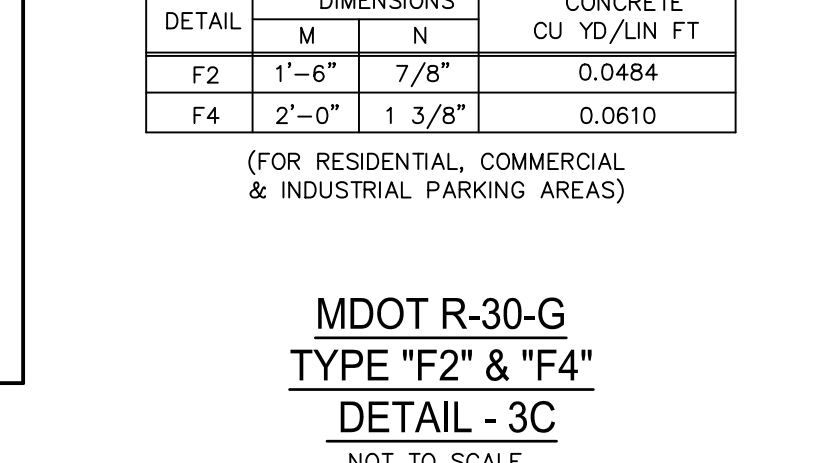 DIMENSIONS CONCRETE
DETAIL M N CU YD/LIN FT
F2 1'-6" 7/8" 0.0484
F4 2'-0" 1 3/8" 0.0610
(FOR RESIDENTIAL, COMMERCIAL
& INDUSTRIAL PARKING AREAS)
MDOT R-30-G
TYPE "F2" & "F4"
DETAIL - 3C
NOT TO SCALE